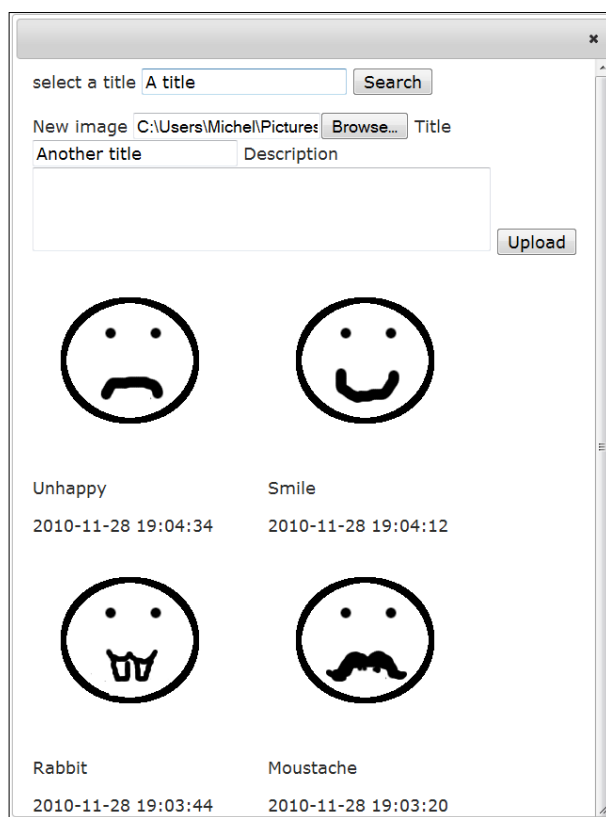 select a title A title Search
New image C:\Users\Michel\Pictures Browse... Title
Another title Description
Upload
Unhappy Smile
2010-11-28 19:04:34 2010-11-28 19:04:12
Rabbit Moustache
2010-11-28 19:03:44 2010-11-28 19:03:20